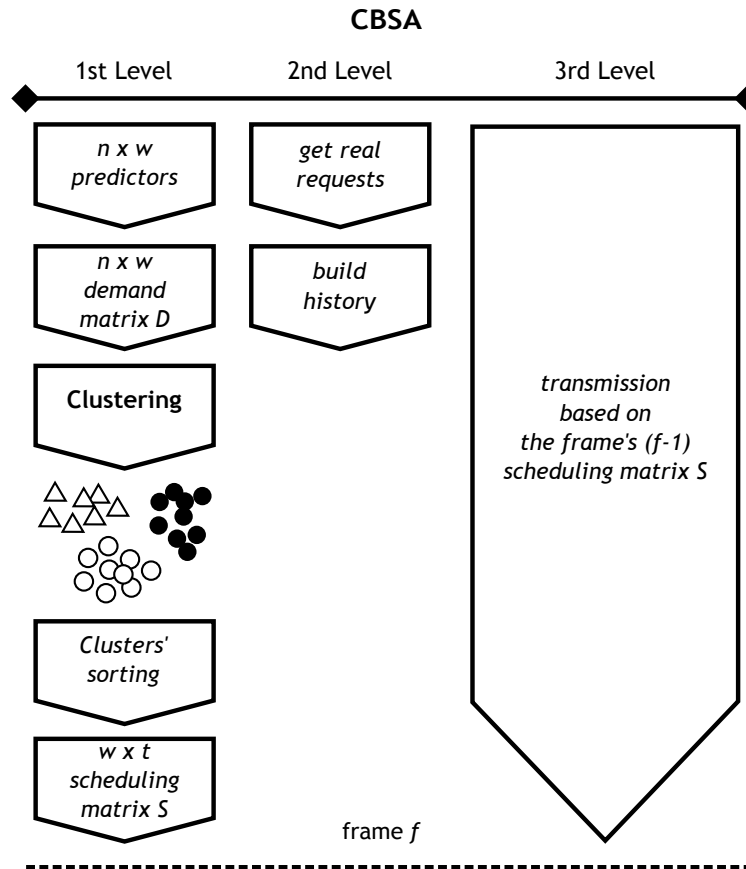 CBSA
1st Level
2nd Level
3rd Level
n x w
predictors
n x w
demand
matrix D
Clustering
Clusters'
sorting
w x t
scheduling
matrix S
get real
requests
build
history
transmission
based on
the frame's (f-1)
scheduling matrix S
frame f